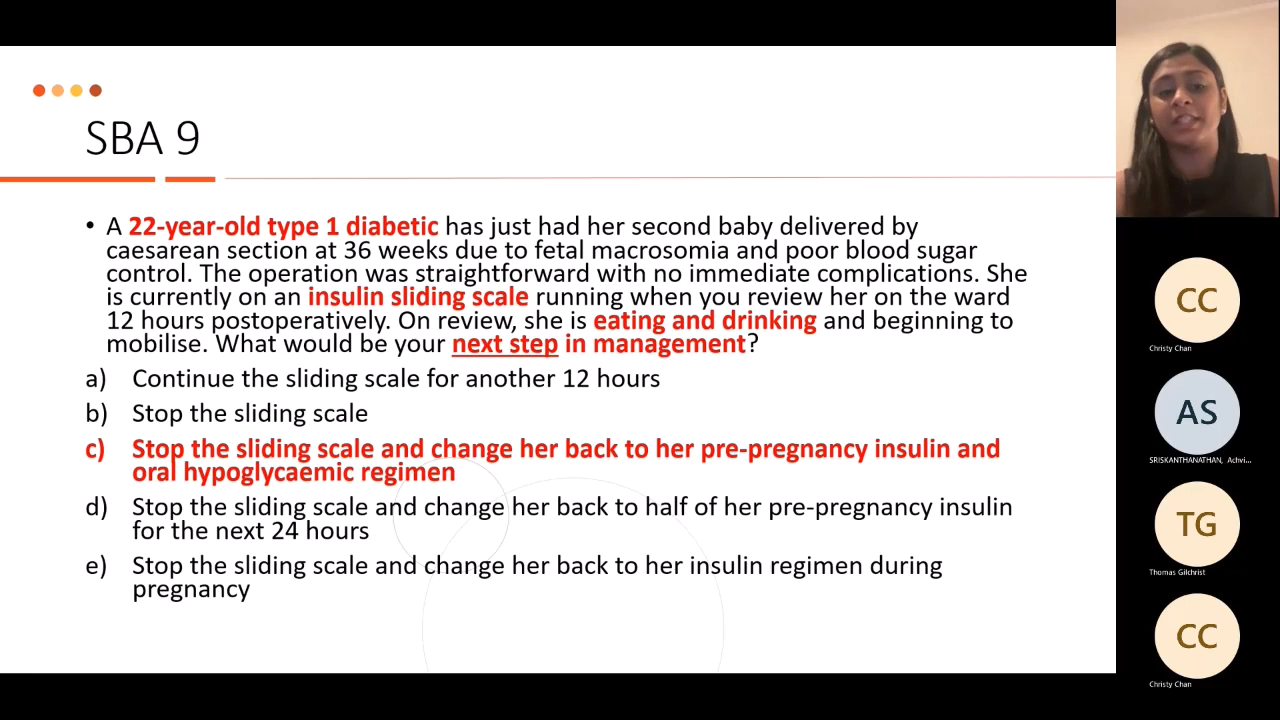 SBA 9
• A 22-year-old type 1 diabetic has just had her second baby delivered by
caesarean section at 36 weeks due to fetal macrosomia and poor blood sugar
control. The operation was straightforward with no immediate complications. She
is currently on an insulin sliding scale running when you review her on the ward
12 hours postoperatively. On review, she is eating and drinking and beginning to
mobilise. What would be your next step in management?
a) Continue the sliding scale for another 12 hours
b) Stop the sliding scale
c) Stop the sliding scale and change her back to her pre-pregnancy insulin and
oral hypoglycaemic regimen
d) Stop the sliding scale and change her back to half of her pre-pregnancy insulin
for the next 24 hours
e) Stop the sliding scale and change her back to her insulin regimen during
pregnancy
CC
Christy Chan
AS
SRISKANTHANATHAN, Achvi...
TG
Thomas Gilchrist
CC
Christy Chan